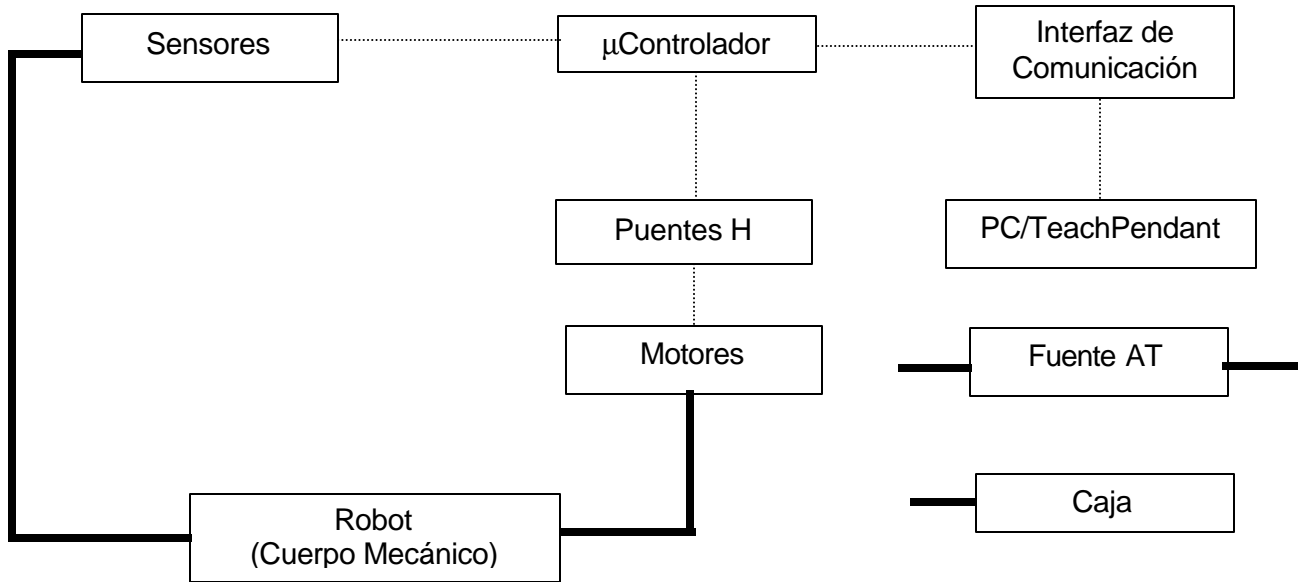 Sensores
μControlador
Interfaz de
Comunicación
Puentes H
PC/TeachPendant
Motores
Fuente AT
Caja
Robot
(Cuerpo Mecánico)